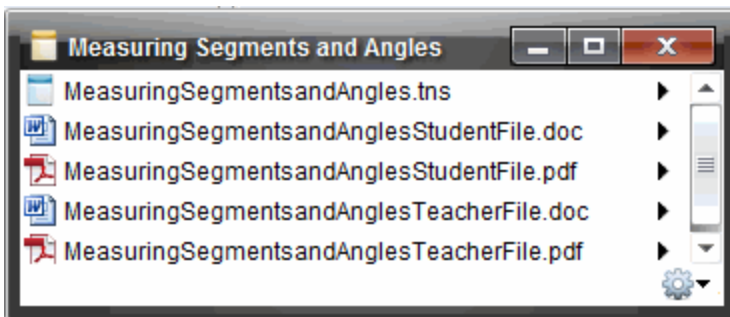 Measuring Segments and Angles
MeasuringSegmentsandAngles.tns
MeasuringSegmentsandAnglesStudentFile.doc
MeasuringSegmentsandAnglesStudentFile.pdf
MeasuringSegmentsandAnglesTeacherFile.doc
MeasuringSegmentsandAnglesTeacherFile.pdf